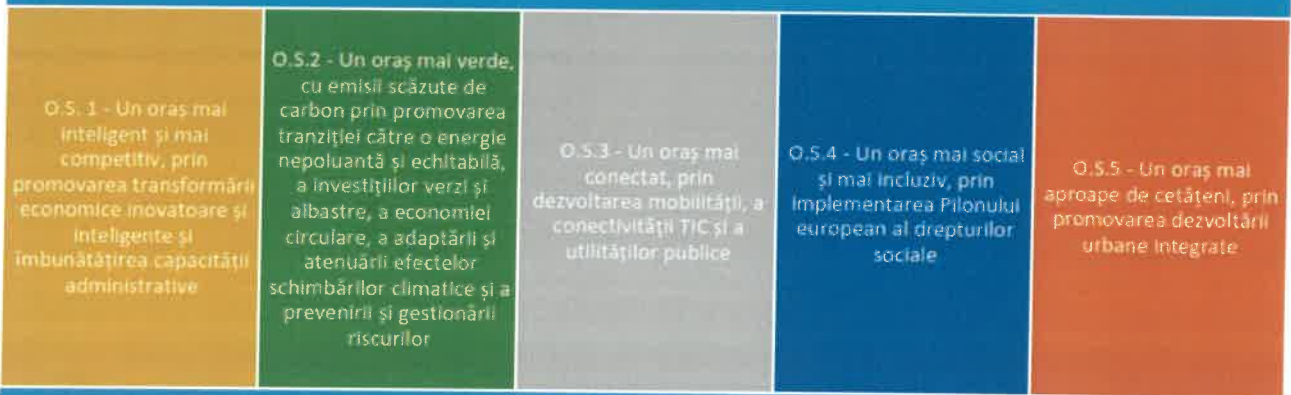 O.S. 1 - Un oraș mai
inteligent și mai
competitiv, prin
promovarea transformării
economice inovatoare și
inteligente și
îmbunătățirea capacității
administrative
O.S.2 - Un oraș mai verde,
cu emisii scăzute de
carbon prin promovarea
tranziției către o energie
nepoluantă și echitabilă,
a investițiilor verzi și
albastre, a economiei
circulare, a adaptării și
atenuării efectelor
schimbărilor climatice și a
prevenirii și gestionării
riscurilor
O.S.3 - Un oraș mai
conectat, prin
dezvoltarea mobilității, a
conectivității TIC și a
utilităților publice
O.S.4 - Un oraș mai social
și mai incluziv, prin
implementarea Pilonului
european al drepturilor
sociale
O.S.5 - Un oraș mai
aproape de cetățeni, prin
promovarea dezvoltării
urbane integrate